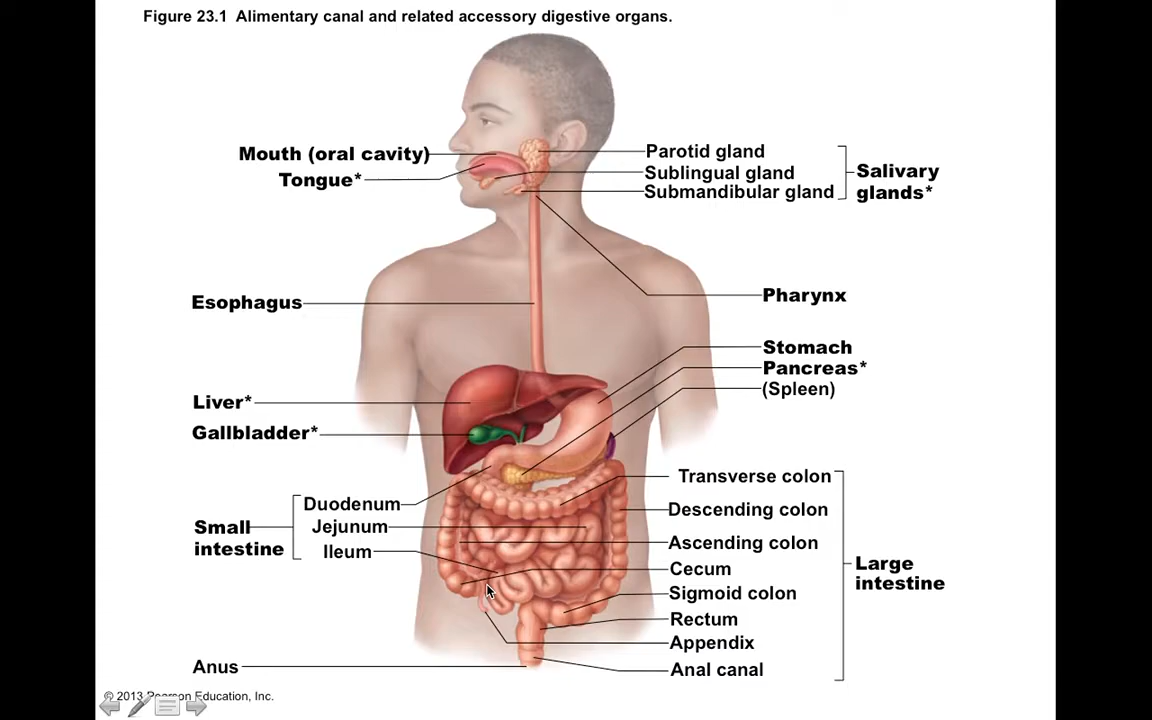 Figure 23.1 Alimentary canal and related accessory digestive organs.
Mouth (oral cavity)
Tongue*
Parotid gland
Sublingual gland
Submandibular gland
Salivary
glands*
Esophagus
Pharynx
Stomach
Pancreas*
(Spleen)
Liver*
Gallbladder*
Duodenum
Jejunum
Ileum
Small
intestine
Transverse colon
Descending colon
Ascending colon
Cecum
Sigmoid colon
Rectum
Appendix
Anal canal
Large
intestine
Anus
© 2013 Pearson Education, Inc.